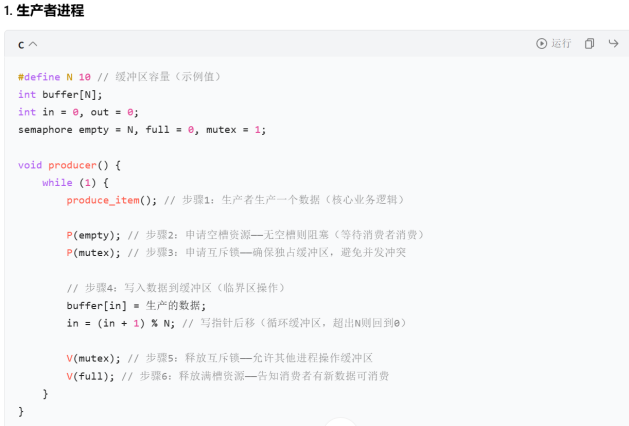 1. 生产者进程
C
运行
#define N 10 // 缓冲区容量（示例值）
int buffer[N];
int in = 0, out = 0;
semaphore empty = N, full = 0, mutex = 1;
void producer() {
while (1) {
produce_item(); // 步骤1：生产者生产一个数据（核心业务逻辑）
P(empty); // 步骤2：申请空槽资源——无空槽则阻塞（等待消费者消费）
P(mutex); // 步骤3：申请互斥锁——确保独占缓冲区，避免并发冲突
// 步骤4：写入数据到缓冲区（临界区操作）
buffer[in] = 生产的数据;
in = (in + 1) % N; // 写指针后移（循环缓冲区，超出N则回到0）
V(mutex); // 步骤5：释放互斥锁——允许其他进程操作缓冲区
V(full); // 步骤6：释放满槽资源——告知消费者有新数据可消费
}
}